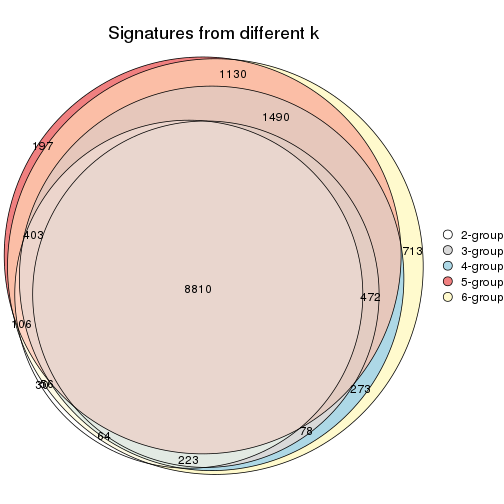 Signatures from different k
1130
1490
197
403
713
2-group
3-group
4-group
5-group
6-group
8810
472
106
273
64
78
223